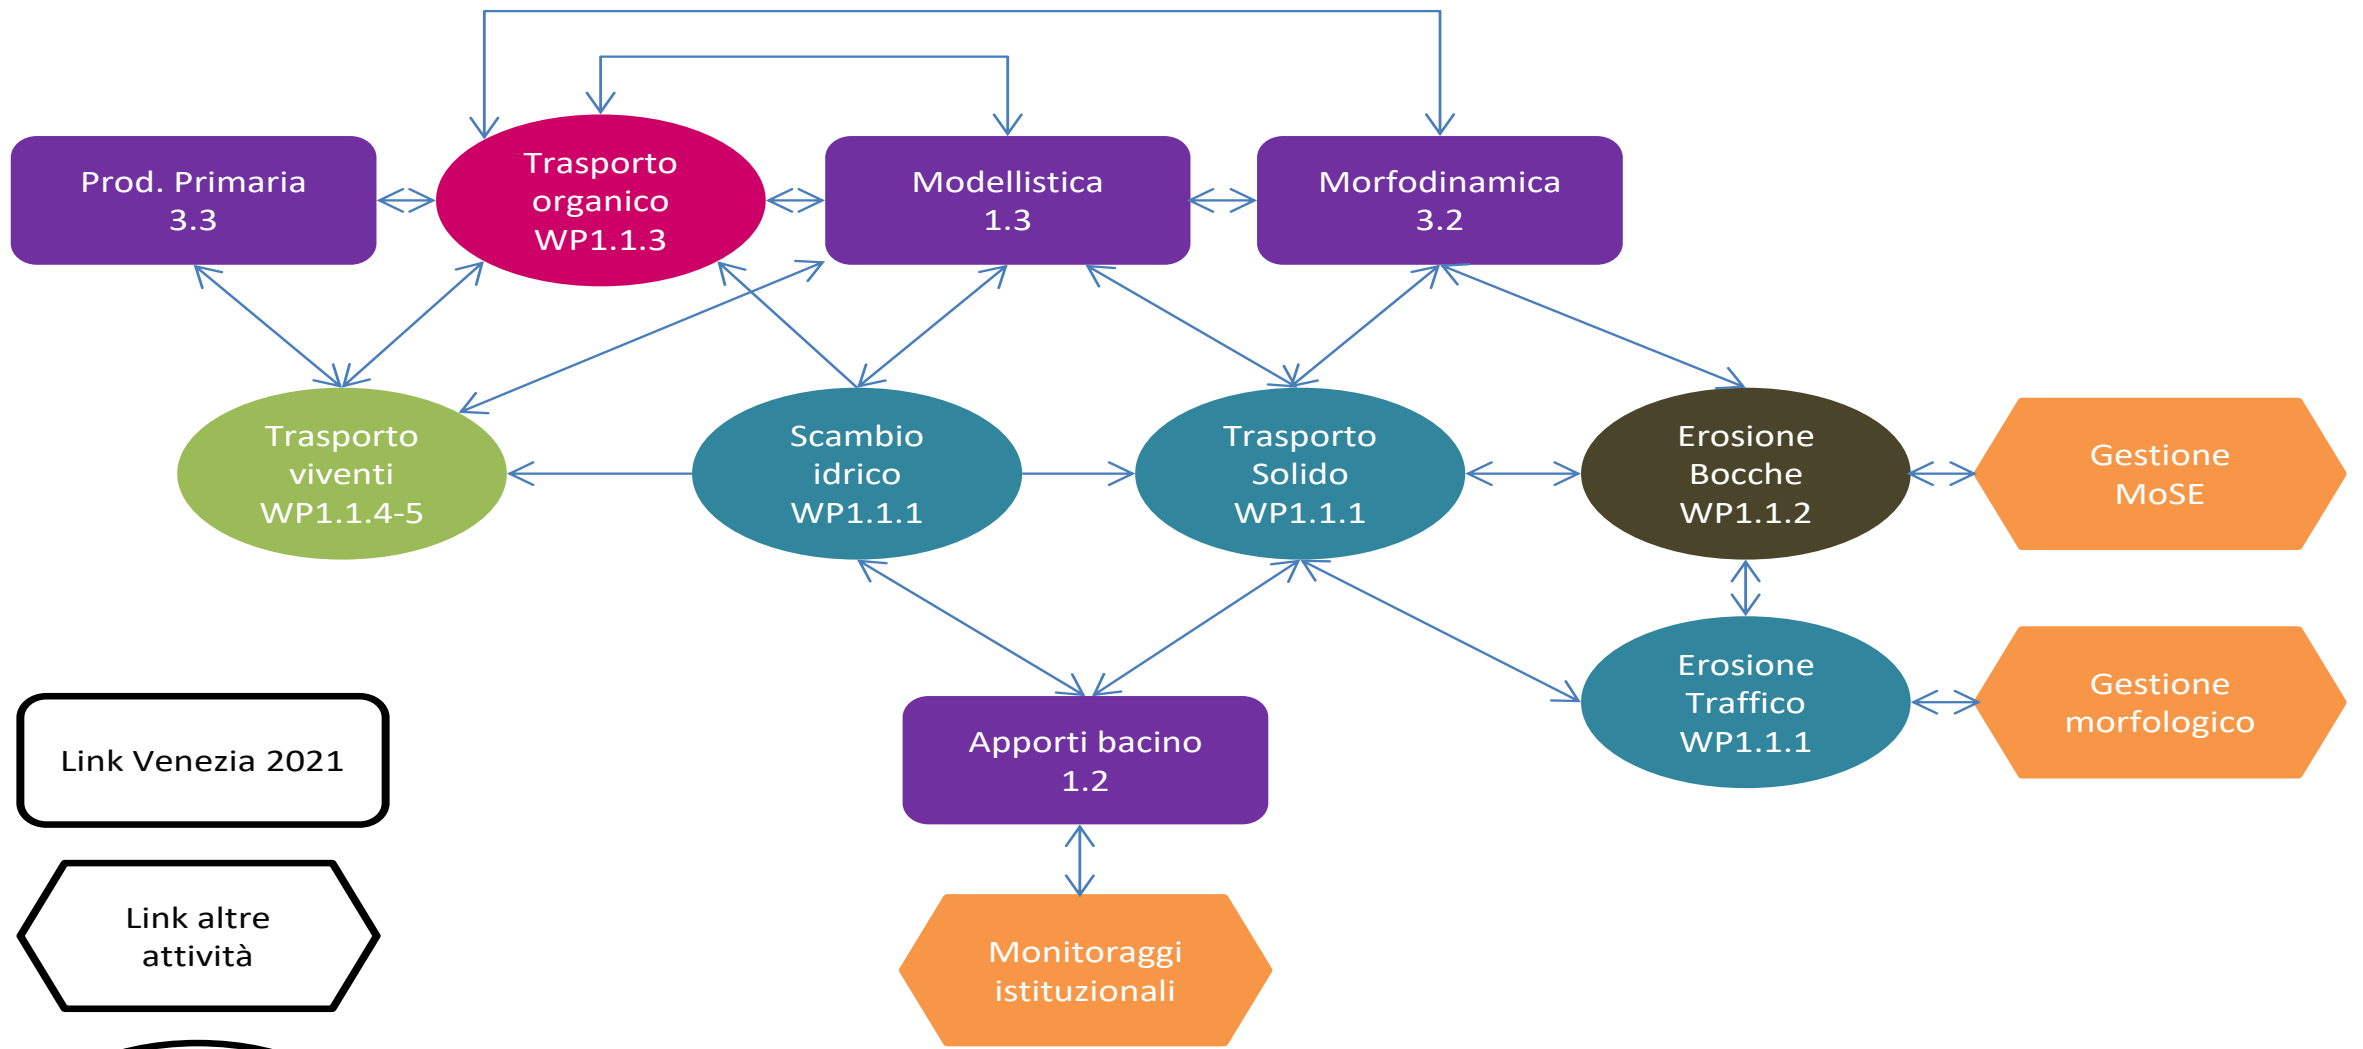 Prod. Primaria
3.3
Trasporto
organico
WP1.1.3
Modellistica
1.3
Morfodinamica
3.2
Trasporto
viventi
WP1.1.4-5
Scambio
idrico
WP1.1.1
Trasporto
Solido
WP1.1.1
Erosione
Bocche
WP1.1.2
Gestione
MoSE
Erosione
Traffico
WP1.1.1
Gestione
morfologico
Link Venezia 2021
Apporti bacino
1.2
Link altre
attività
Monitoraggi
istituzionali